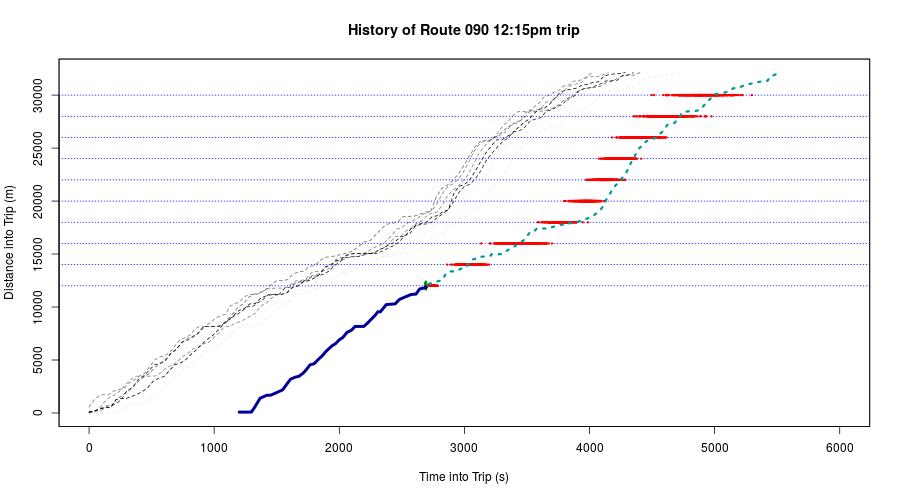 History of Route 090 12:15pm trip
Distance into Trip (m)
30000
25000
20000
15000
10000
5000
0
0 1000 2000 3000 4000 5000 6000
Time into Trip (s)